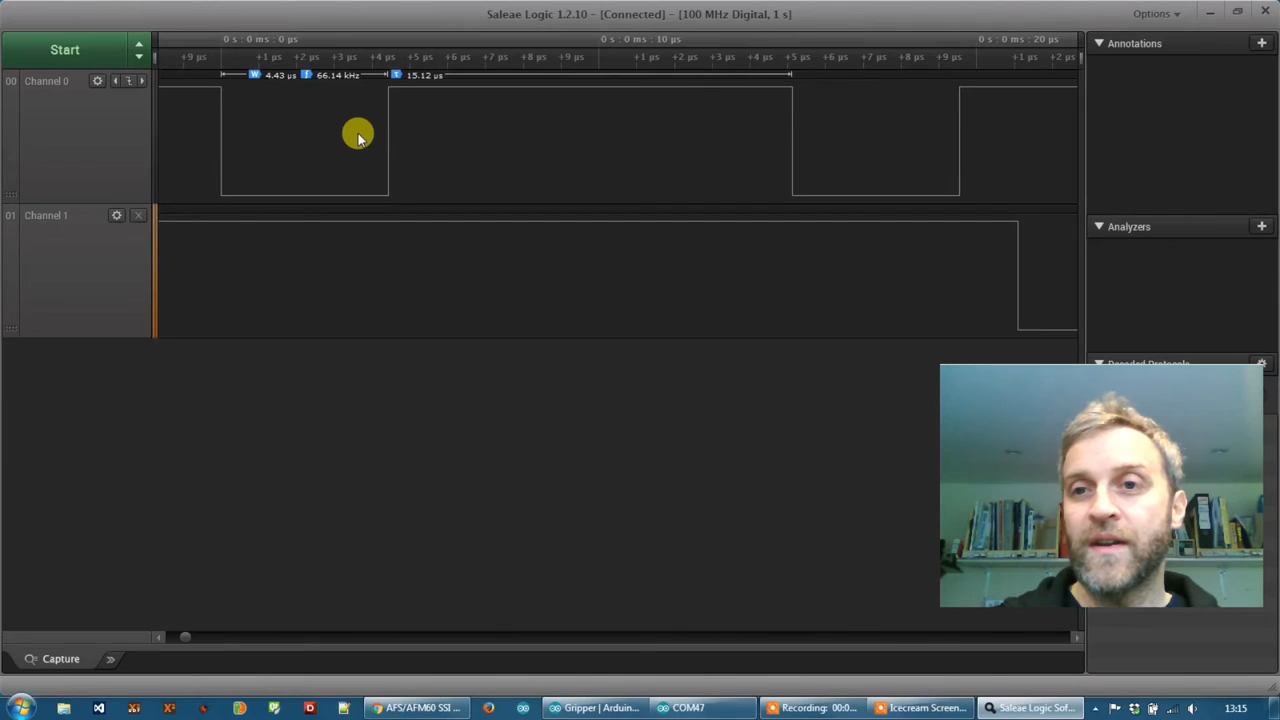 Saleae Logic 1.2.10 - [Connected] - [100 MHz Digital, 1 s]
Options
Start
0 s : 0 ms : 0 µs
0 s : 0 ms : 10 µs
0 s : 0 ms : 20 µs
+9 µs
+1 µs
+2 µs
+3 µs
+4 µs
+5 µs
+6 µs
+7 µs
+8 µs
+9 µs
+1 µs
+2 µs
+3 µs
+4 µs
+5 µs
+6 µs
+7 µs
+8 µs
+9 µs
+1 µs
+2 µs
W 4.43 µs f 66.14 kHz T 15.12 µs
00 Channel 0
01 Channel 1
Annotations
Analyzers
Decoded Protocols
Capture
AFS/AFM60 SSI ...
Gripper | Arduin...
COM47
Recording: 00:0...
Icecream Screen...
Saleae Logic Sof...
13:15